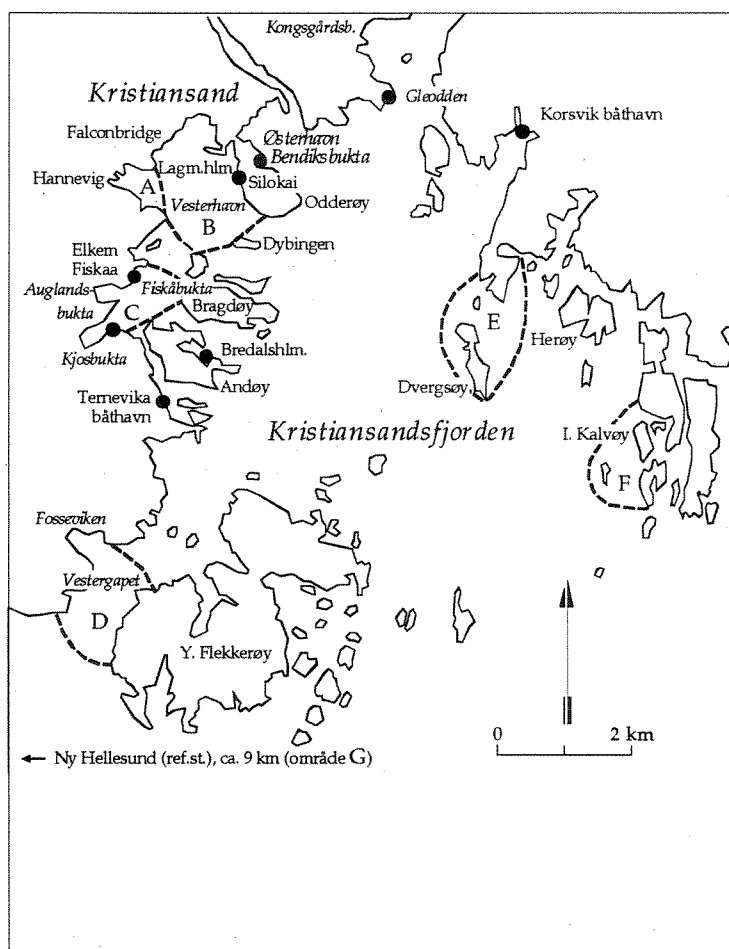 Kongsgårdsb.
Kristiansand
Gleodden
Korsvik båthavn
Falconbridge
Østerhavn
Bendiksbukta
Lagm.hlm
Hannevig
A
Silokai
Vesterhavn
Odderøy
B
Elkem
Fiskaa
Dybingen
Auglands-
bukta
Fiskåbukta
C
Bragdøy
E
Herøy
Kjosbukta
Bredalshlm.
Andøy
Dvergsøy
Ternevika
båthavn
Kristiansandsfjorden
I. Kalvøy
F
Fosseviken
Vestergapet
D
Y. Flekkerøy
0 2 km
← Ny Hellesund (ref.st.), ca. 9 km (område G)